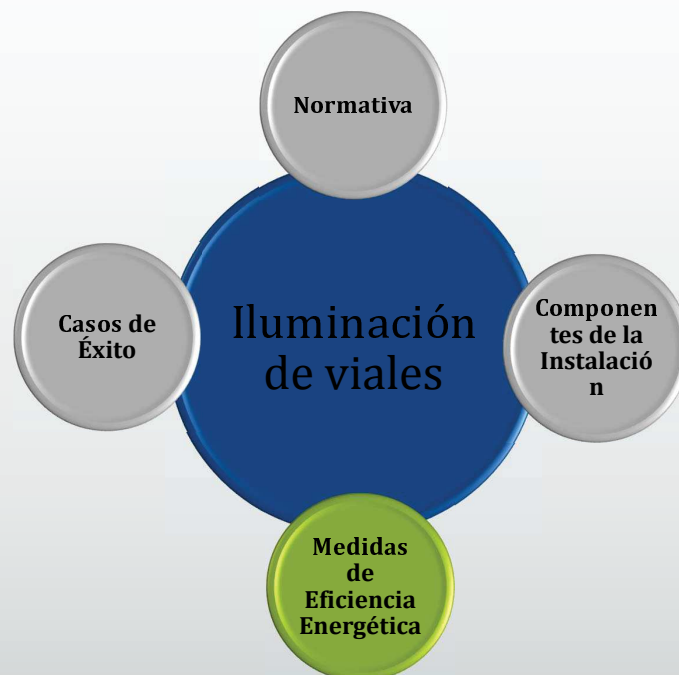 Normativa
Casos de
Éxito
Iluminación
de viales
Componen
tes de la
Instalació
n
Medidas
de
Eficiencia
Energética